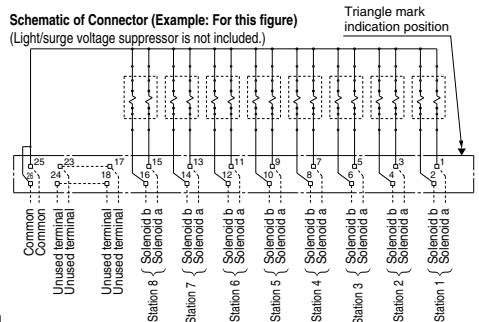 Schematic of Connector (Example: For this figure)
(Light/surge voltage suppressor is not included.)
Triangle mark
indication position
25 23 17 15 13 11 9 7 5 3 1
26 24 18 16 14 12 10 8 6 4 2
Common
Common
Unused terminal
Unused terminal
Unused terminal
Unused terminal
Solenoid b
Solenoid a
Solenoid b
Solenoid a
Solenoid b
Solenoid a
Solenoid b
Solenoid a
Solenoid b
Solenoid a
Solenoid b
Solenoid a
Solenoid b
Solenoid a
Solenoid b
Solenoid a
Station 8
Station 7
Station 6
Station 5
Station 4
Station 3
Station 2
Station 1